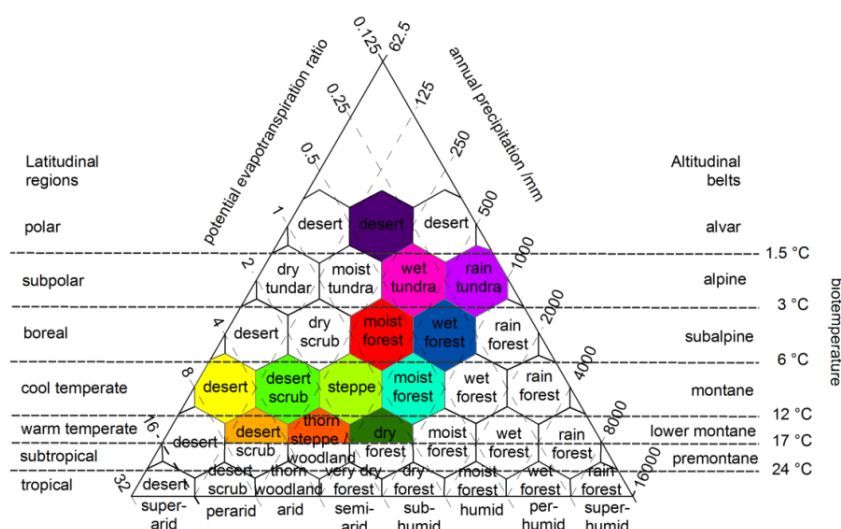 0.125
62.5
potential evapotranspiration ratio
annual precipitation /mm
0.25
125
0.5
250
1
500
2
1000
4
2000
8
4000
16
8000
32
16000
Latitudinal
regions
Altitudinal
belts
polar
desert
desert
desert
alvar
1.5 °C
subpolar
dry
tundar
moist
tundra
wet
tundra
rain
tundra
alpine
3 °C
biotemperature
boreal
desert
dry
scrub
moist
forest
wet
forest
rain
forest
subalpine
6 °C
cool temperate
desert
desert
scrub
steppe
moist
forest
wet
forest
rain
forest
montane
12 °C
warm temperate
desert
desert
scrub
thorn
steppe /
woodland
dry
forest
moist
forest
wet
forest
rain
forest
lower montane
17 °C
subtropical
premontane
24 °C
tropical
desert
desert
scrub
thorn
woodland
very dry
forest
dry
forest
moist
forest
wet
forest
rain
forest
super-
arid
perarid
arid
semi-
arid
sub-
humid
humid
per-
humid
super-
humid